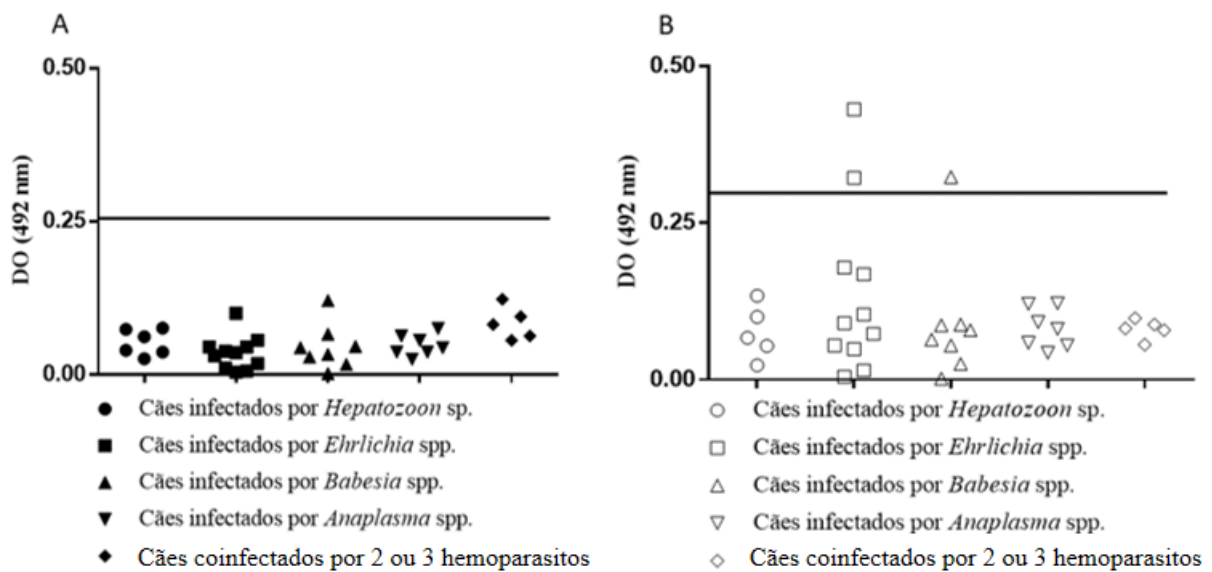 A
0.50
0.25
0.00
DO (492 nm)
Cães infectados por Hepatozoon sp.
Cães infectados por Ehrlichia spp.
Cães infectados por Babesia spp.
Cães infectados por Anaplasma spp.
Cães coinfectados por 2 ou 3 hemoparasitos
B
0.50
0.25
0.00
DO (492 nm)
Cães infectados por Hepatozoon sp.
Cães infectados por Ehrlichia spp.
Cães infectados por Babesia spp.
Cães infectados por Anaplasma spp.
Cães coinfectados por 2 ou 3 hemoparasitos